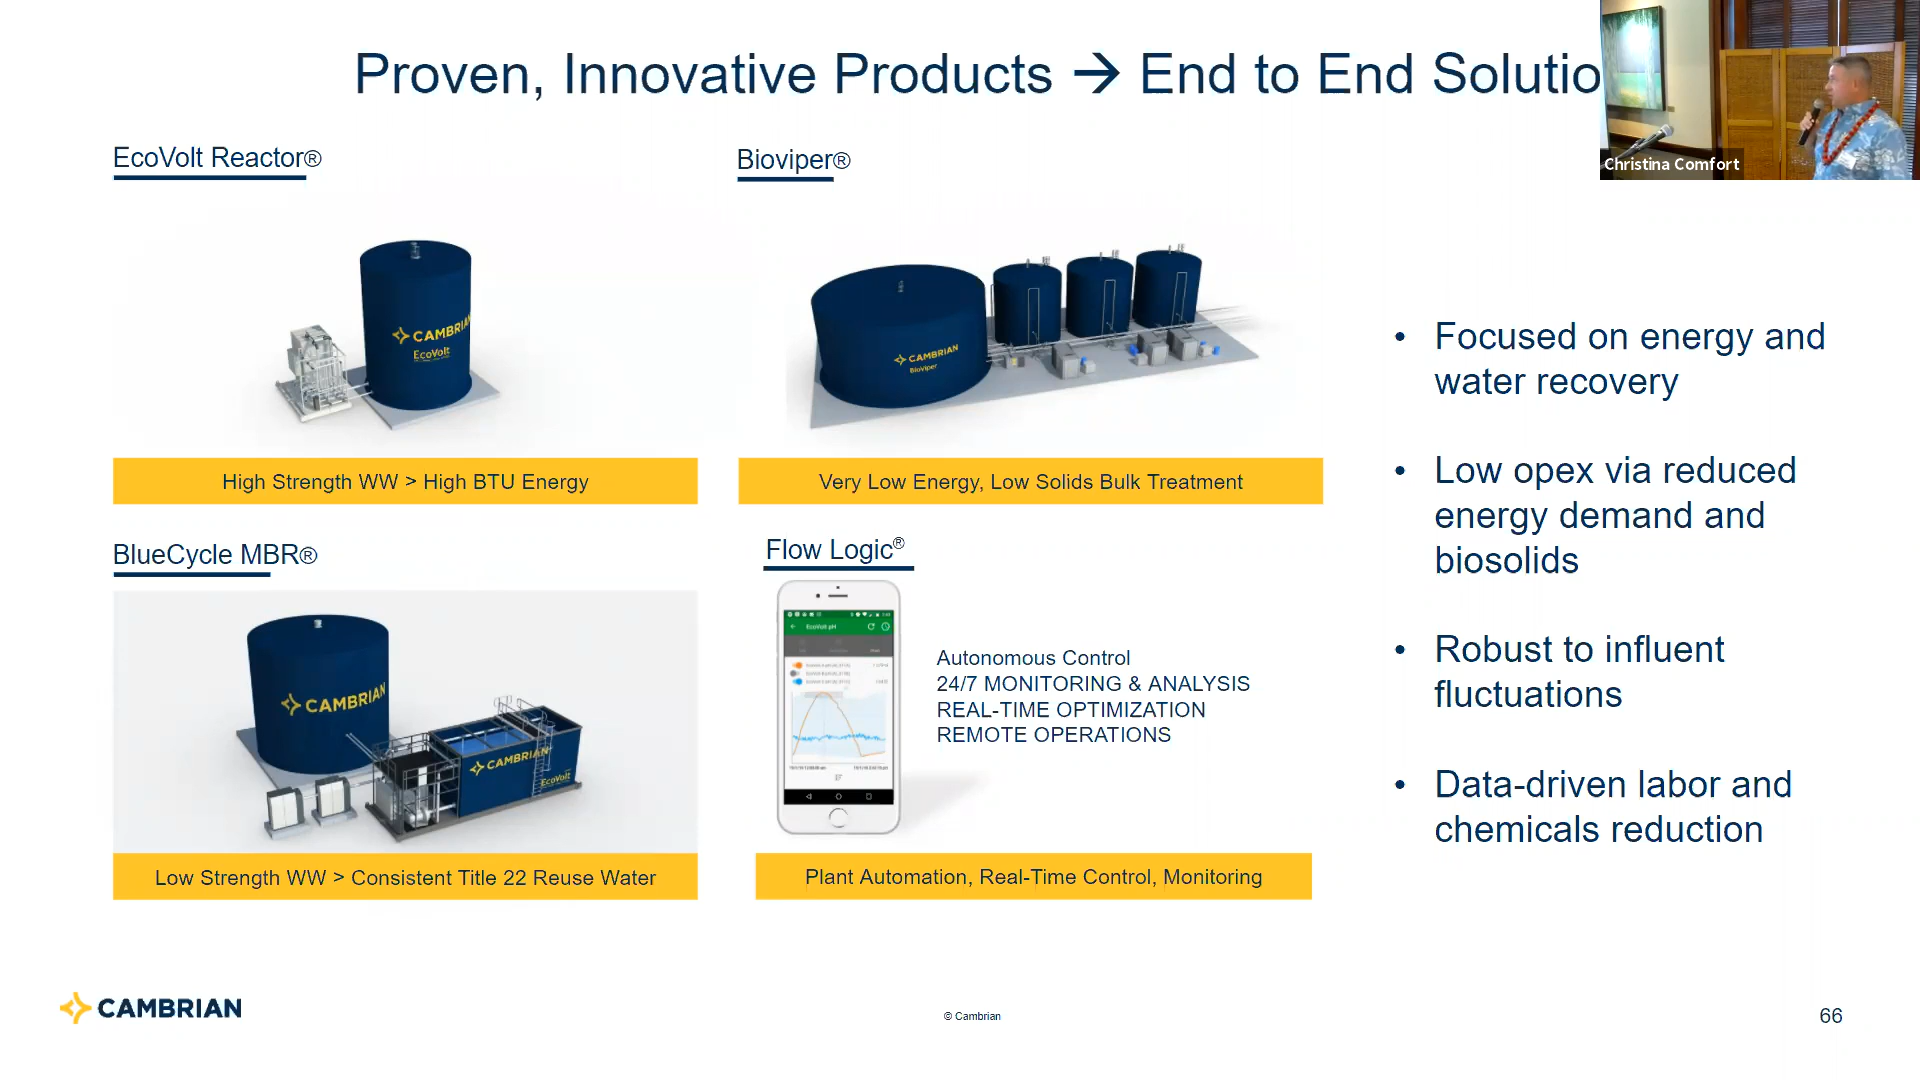 Proven, Innovative Products → End to End Solutio
Christina Comfort
EcoVolt Reactor®
Bioviper®
CAMBRIA
EcoVolt
CAMBRIAN
BioViper
High Strength WW > High BTU Energy
Very Low Energy, Low Solids Bulk Treatment
BlueCycle MBR®
Flow Logic®
CAMBRIAN
CAMBRIAN
EcoVolt
EcoVolt pH
Autonomous Control
24/7 MONITORING & ANALYSIS
REAL-TIME OPTIMIZATION
REMOTE OPERATIONS
Low Strength WW > Consistent Title 22 Reuse Water
Plant Automation, Real-Time Control, Monitoring
• Focused on energy and
water recovery
• Low opex via reduced
energy demand and
biosolids
• Robust to influent
fluctuations
• Data-driven labor and
chemicals reduction
CAMBRIAN
© Cambrian
66